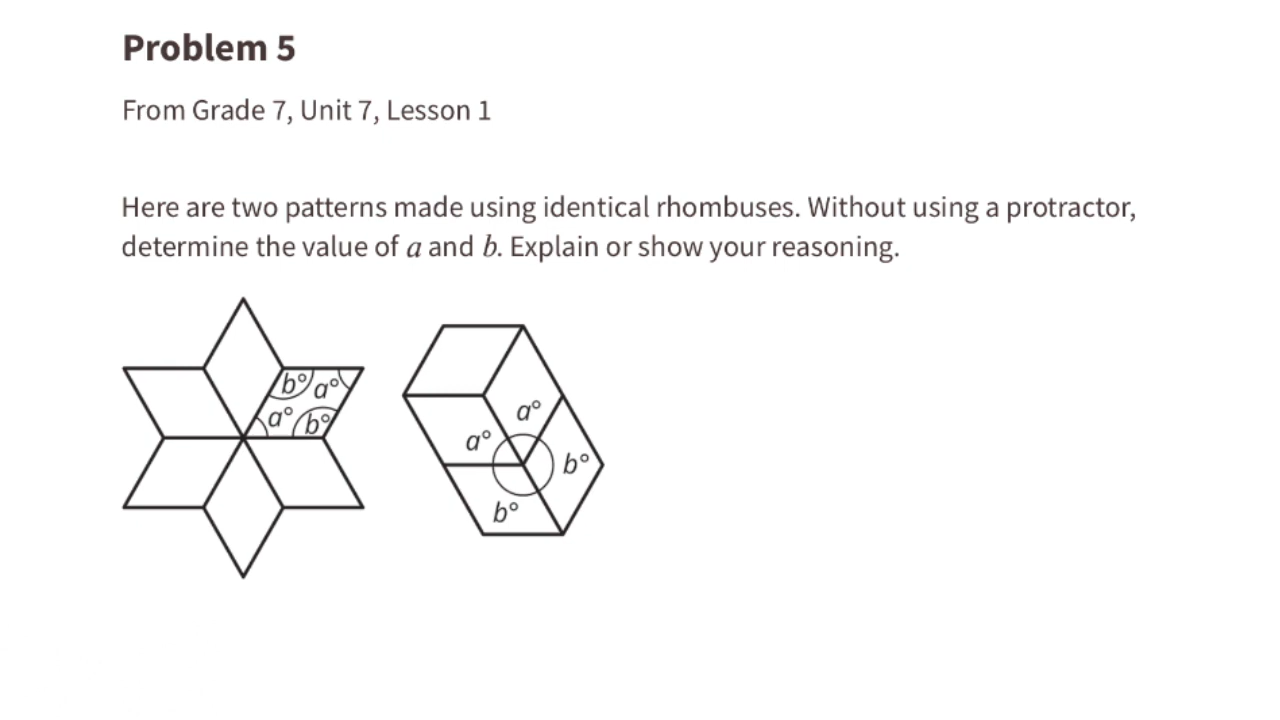 Problem 5
From Grade 7, Unit 7, Lesson 1
Here are two patterns made using identical rhombuses. Without using a protractor,
determine the value of a and b. Explain or show your reasoning.
b° a°
a° b°
a°
a°
b°
b°